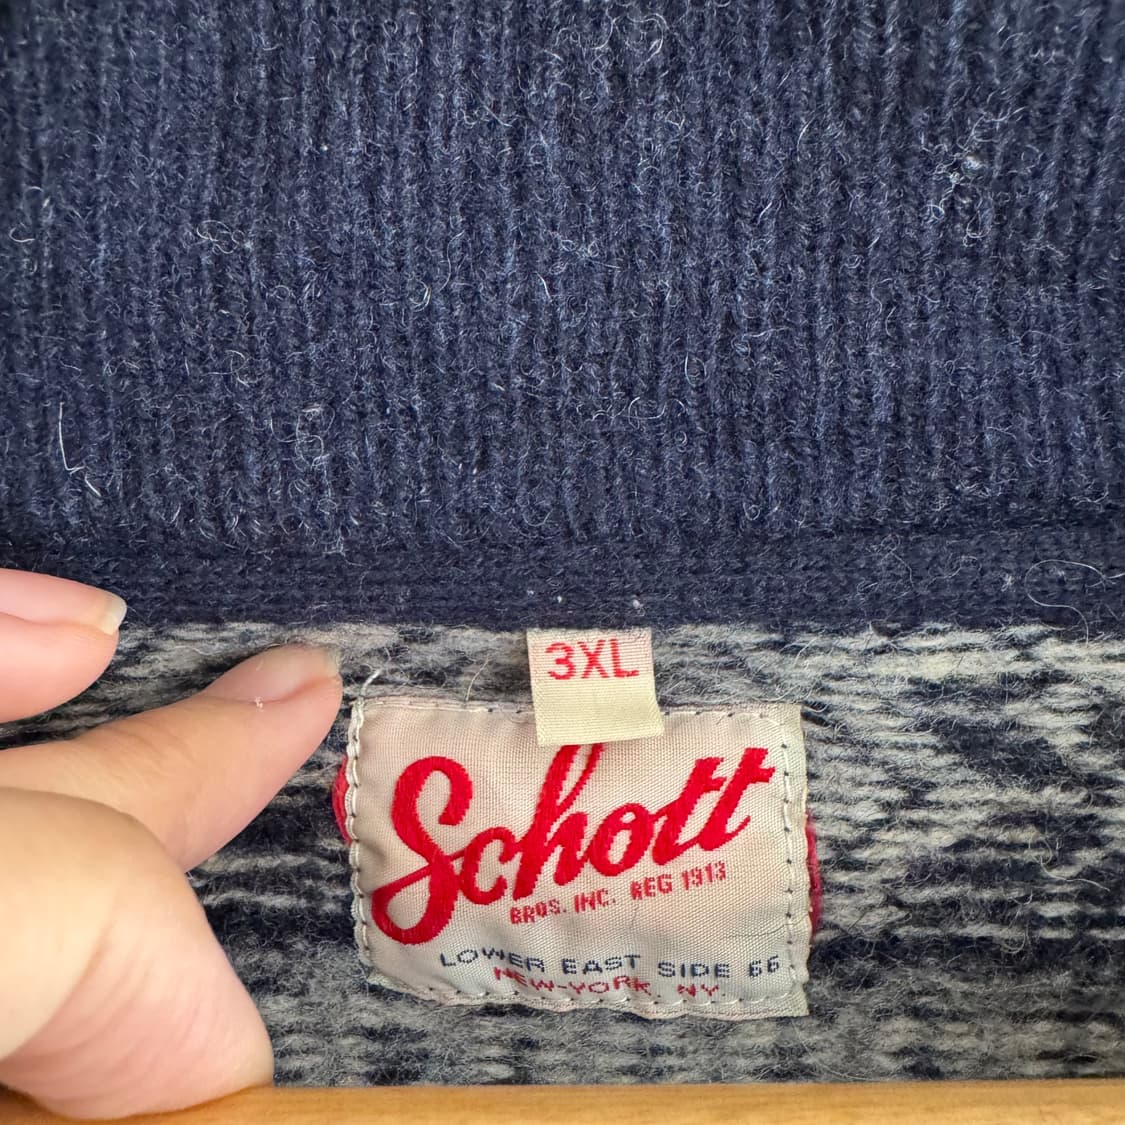 3XL
Schott
BROS. INC. REG 1913
LOWER EAST SIDE 66
NEW-YORK. NY.